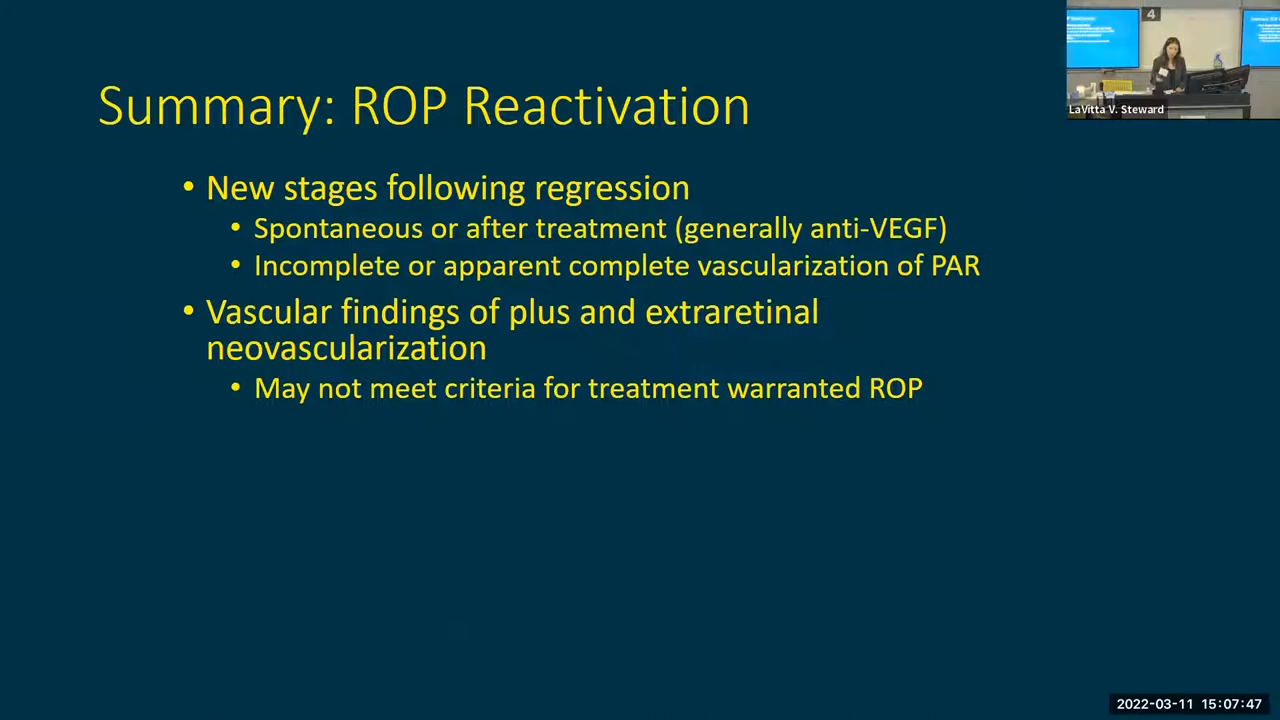 4
LaVitta V. Steward
Summary: ROP Reactivation
• New stages following regression
• Spontaneous or after treatment (generally anti-VEGF)
• Incomplete or apparent complete vascularization of PAR
• Vascular findings of plus and extraretinal
neovascularization
• May not meet criteria for treatment warranted ROP
2022-03-11 15:07:47